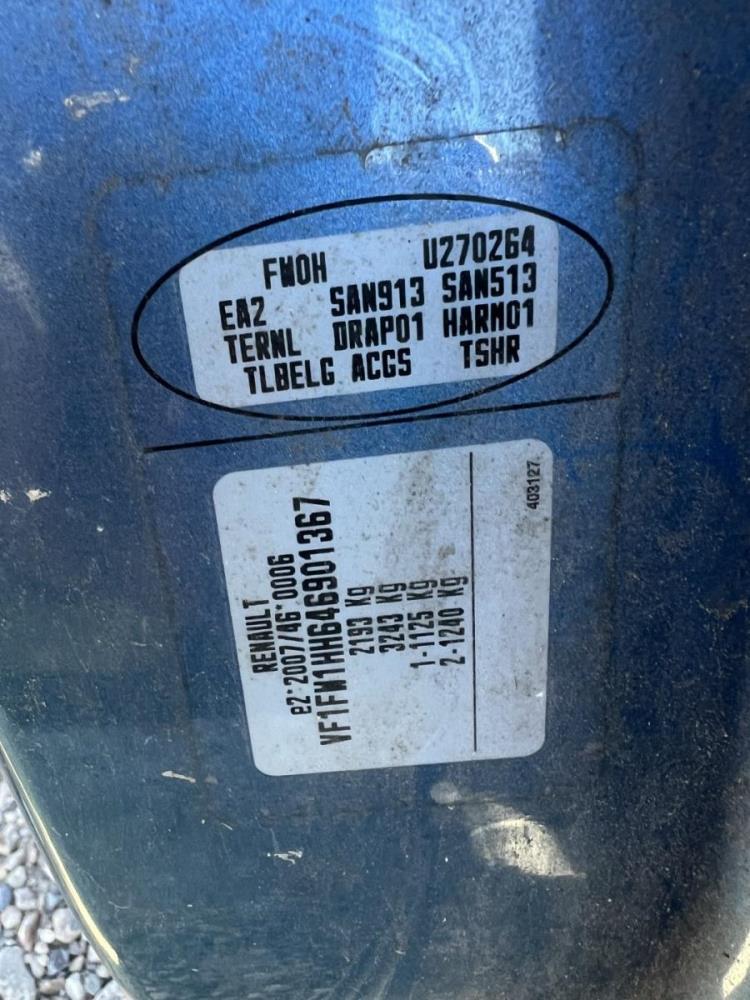 FW0H U270264
EA2 SAN913 SAN513
TERNL DRAP01 HARM01
TLBELG ACGS TSHR
RENAULT
e2*2007/46*0006
VF1FW1HH646901367
2193 Kg
3243 Kg
1-1125 Kg
2-1240 Kg
403127